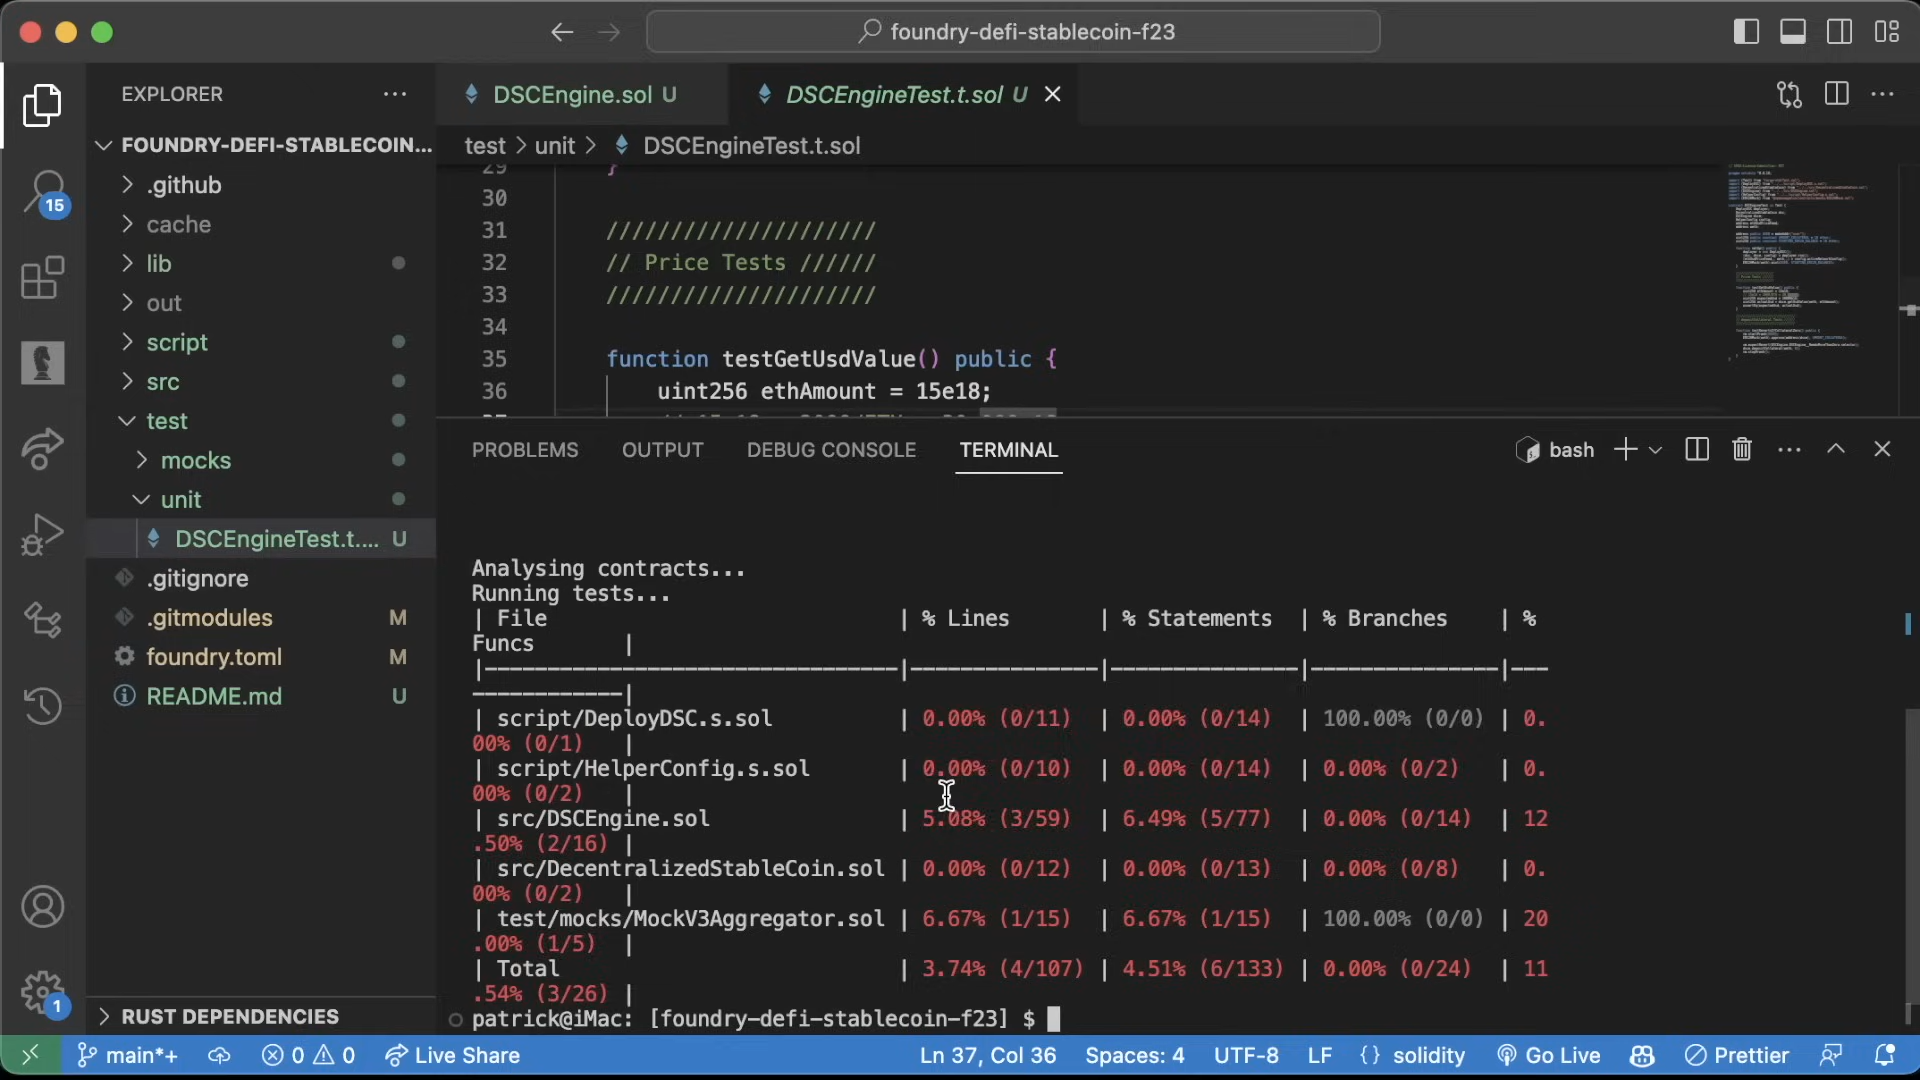 foundry-defi-stablecoin-f23
EXPLORER
FOUNDRY-DEFI-STABLECOIN...
.github
cache
lib
out
script
src
test
mocks
unit
DSCEngineTest.t.... U
.gitignore
.gitmodules M
foundry.toml M
README.md U
RUST DEPENDENCIES
15
1
DSCEngine.sol U
DSCEngineTest.t.sol U
test > unit > DSCEngineTest.t.sol
29 }
30
31 /////////////////////
32 // Price Tests //////
33 /////////////////////
34
35 function testGetUsdValue() public {
36 uint256 ethAmount = 15e18;
PROBLEMS OUTPUT DEBUG CONSOLE TERMINAL
bash
Analysing contracts...
Running tests...
| File | % Lines | % Statements | % Branches | %
Funcs |
|---------------------------------|---------------|---------------|---------------|---
------------|
| script/DeployDSC.s.sol | 0.00% (0/11) | 0.00% (0/14) | 100.00% (0/0) | 0.
00% (0/1) |
| script/HelperConfig.s.sol | 0.00% (0/10) | 0.00% (0/14) | 0.00% (0/2) | 0.
00% (0/2) |
| src/DSCEngine.sol | 5.08% (3/59) | 6.49% (5/77) | 0.00% (0/14) | 12
.50% (2/16) |
| src/DecentralizedStableCoin.sol | 0.00% (0/12) | 0.00% (0/13) | 0.00% (0/8) | 0.
00% (0/2) |
| test/mocks/MockV3Aggregator.sol | 6.67% (1/15) | 6.67% (1/15) | 100.00% (0/0) | 20
.00% (1/5) |
| Total | 3.74% (4/107) | 4.51% (6/133) | 0.00% (0/24) | 11
.54% (3/26) |
patrick@iMac: [foundry-defi-stablecoin-f23] $
main*+ 0 0 Live Share Ln 37, Col 36 Spaces: 4 UTF-8 LF {} solidity Go Live Prettier